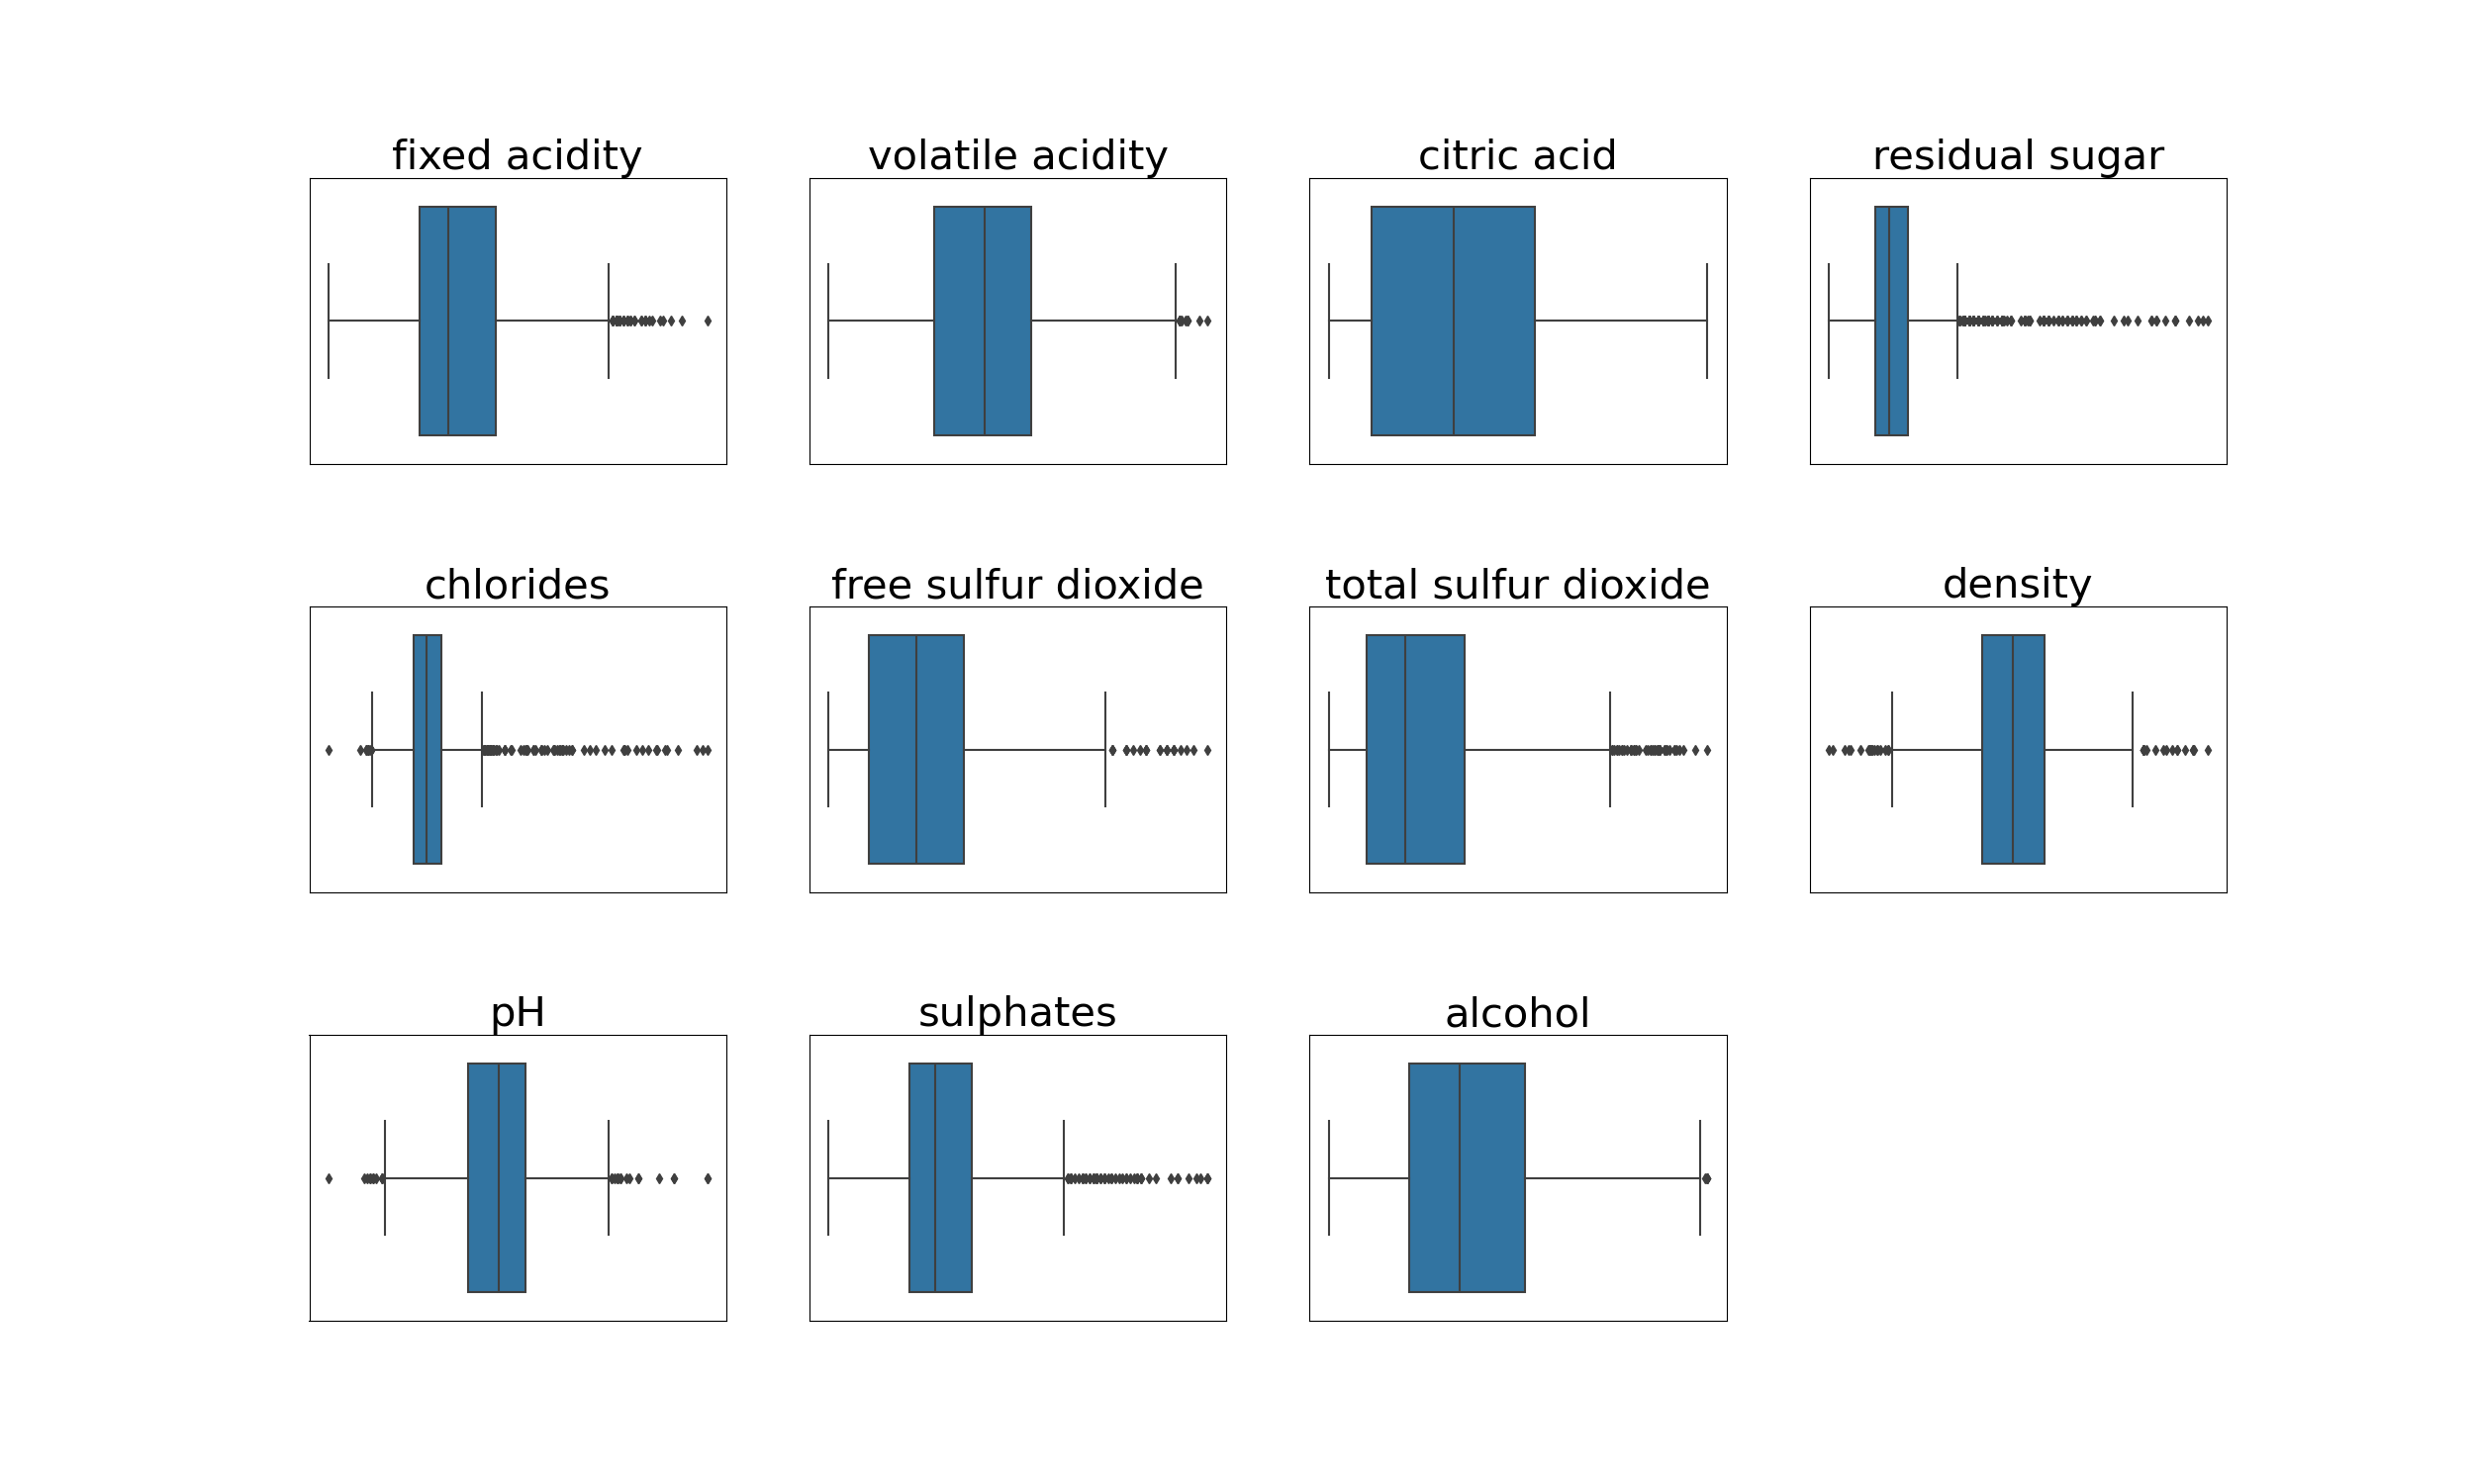 fixed acidity
volatile acidity
citric acid
residual sugar
chlorides
free sulfur dioxide
total sulfur dioxide
density
pH
sulphates
alcohol